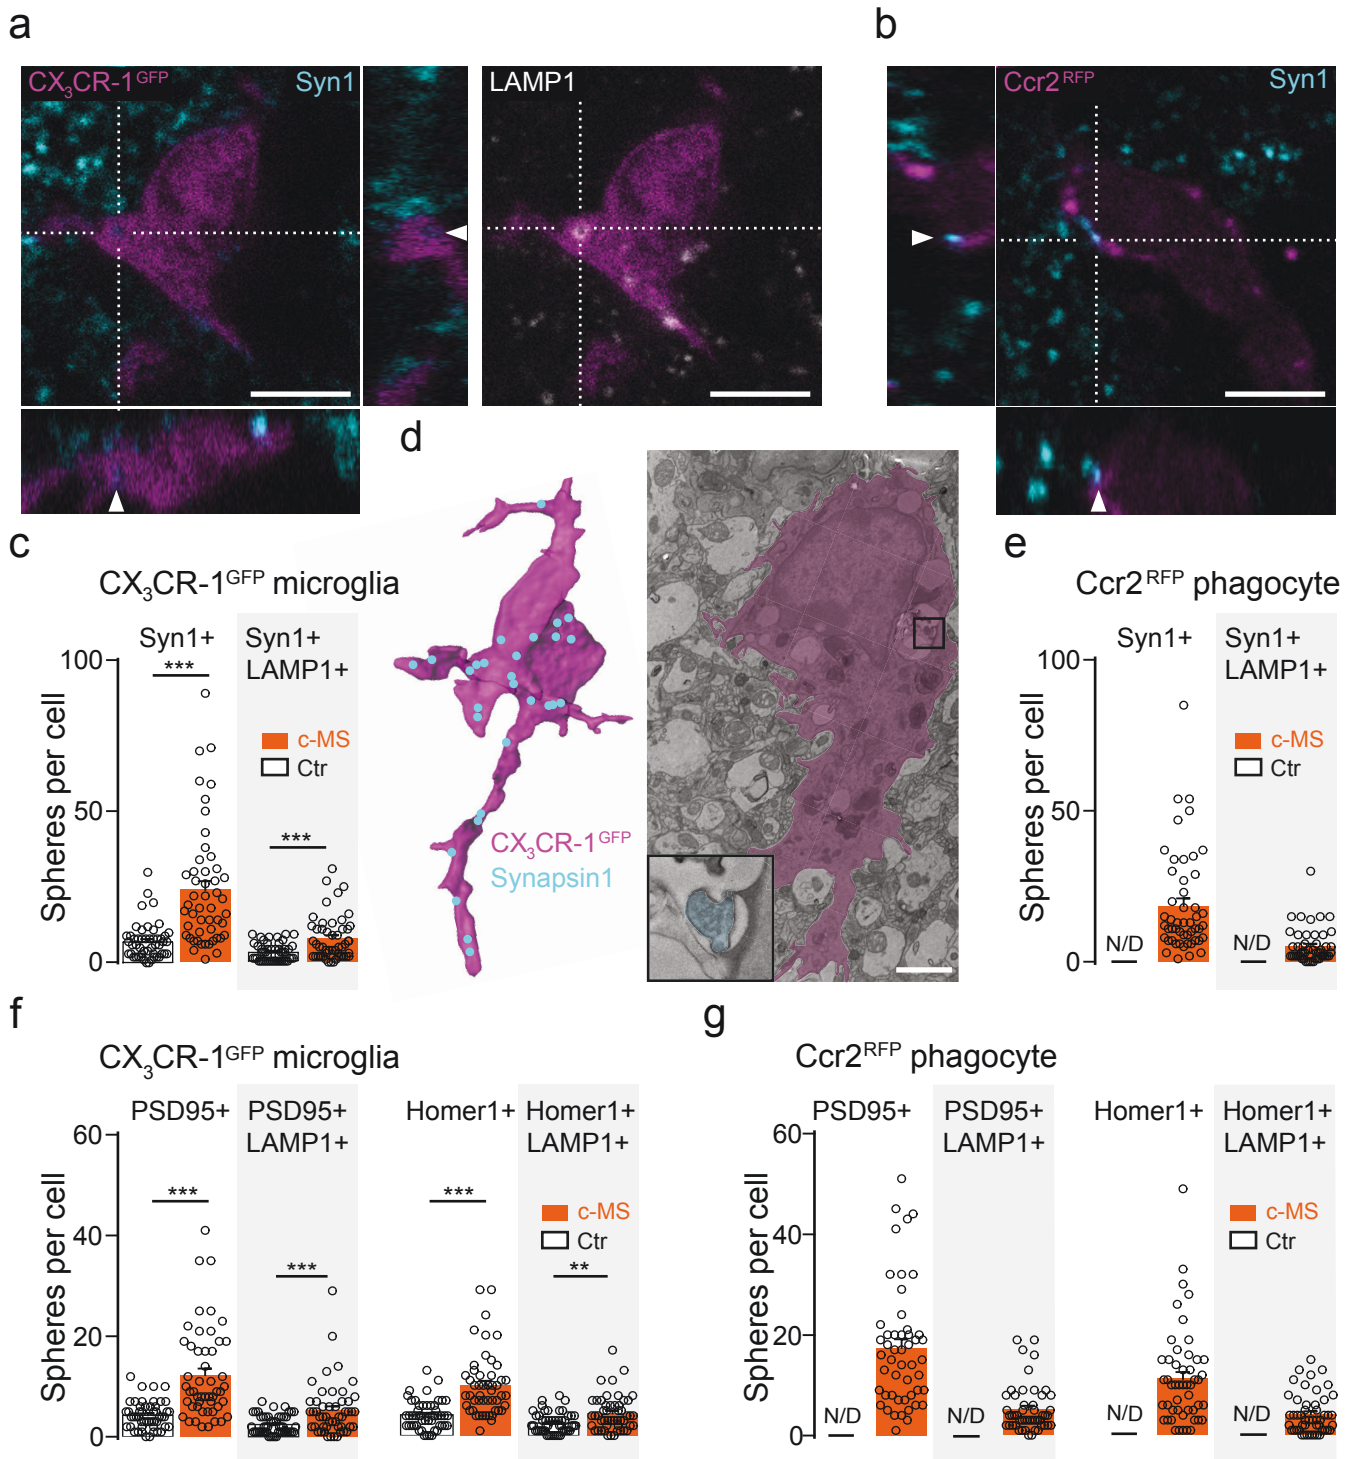 a
CX3CR-1GFP Syn1
LAMP1
b
Ccr2RFP Syn1
c
CX3CR-1GFP microglia
Syn1+
Syn1+
LAMP1+
***
***
c-MS
Ctr
Spheres per cell
100
50
0
d
CX3CR-1GFP
Synapsin1
e
Ccr2RFP phagocyte
Syn1+
Syn1+
LAMP1+
c-MS
Ctr
Spheres per cell
100
50
0
N/D
N/D
f
CX3CR-1GFP microglia
PSD95+
PSD95+
LAMP1+
Homer1+
Homer1+
LAMP1+
***
***
***
**
c-MS
Ctr
Spheres per cell
60
40
20
0
g
Ccr2RFP phagocyte
PSD95+
PSD95+
LAMP1+
Homer1+
Homer1+
LAMP1+
c-MS
Ctr
Spheres per cell
60
40
20
0
N/D
N/D
N/D
N/D